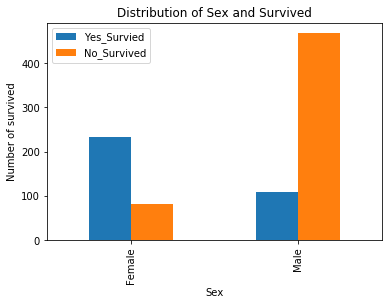 Distribution of Sex and Survived
Yes_Survied
No_Survived
Number of survived
400
300
200
100
0
Female
Male
Sex